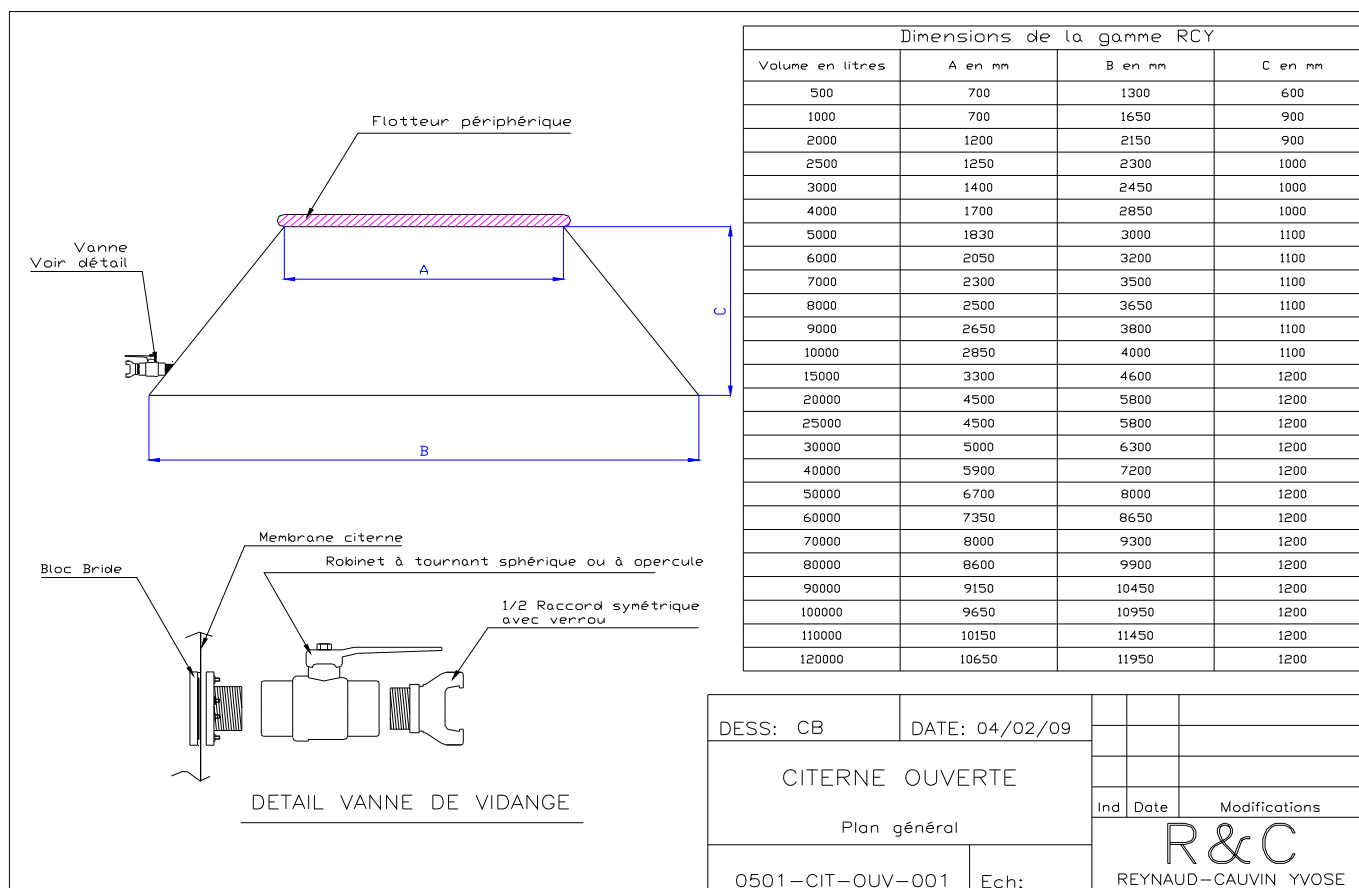 Dimensions de la gamme RCY
Volume en litres A en mm B en mm C en mm
500 700 1300 600
1000 700 1650 900
2000 1200 2150 900
2500 1250 2300 1000
3000 1400 2450 1000
4000 1700 2850 1000
5000 1830 3000 1100
6000 2050 3200 1100
7000 2300 3500 1100
8000 2500 3650 1100
9000 2650 3800 1100
10000 2850 4000 1100
15000 3300 4600 1200
20000 4500 5800 1200
25000 4500 5800 1200
30000 5000 6300 1200
40000 5900 7200 1200
50000 6700 8000 1200
60000 7350 8650 1200
70000 8000 9300 1200
80000 8600 9900 1200
90000 9150 10450 1200
100000 9650 10950 1200
110000 10150 11450 1200
120000 10650 11950 1200
Flotteur périphérique
Vanne
Voir détail
A
C
B
Membrane citerne
Bloc Bride
Robinet à tournant sphérique ou à opercule
1/2 Raccord symétrique
avec verrou
DETAIL VANNE DE VIDANGE
DESS: CB DATE: 04/02/09
CITERNE OUVERTE
Plan général
0501-CIT-OUV-001 Ech:
Ind Date Modifications
R&C
REYNAUD-CAUVIN YVOSE